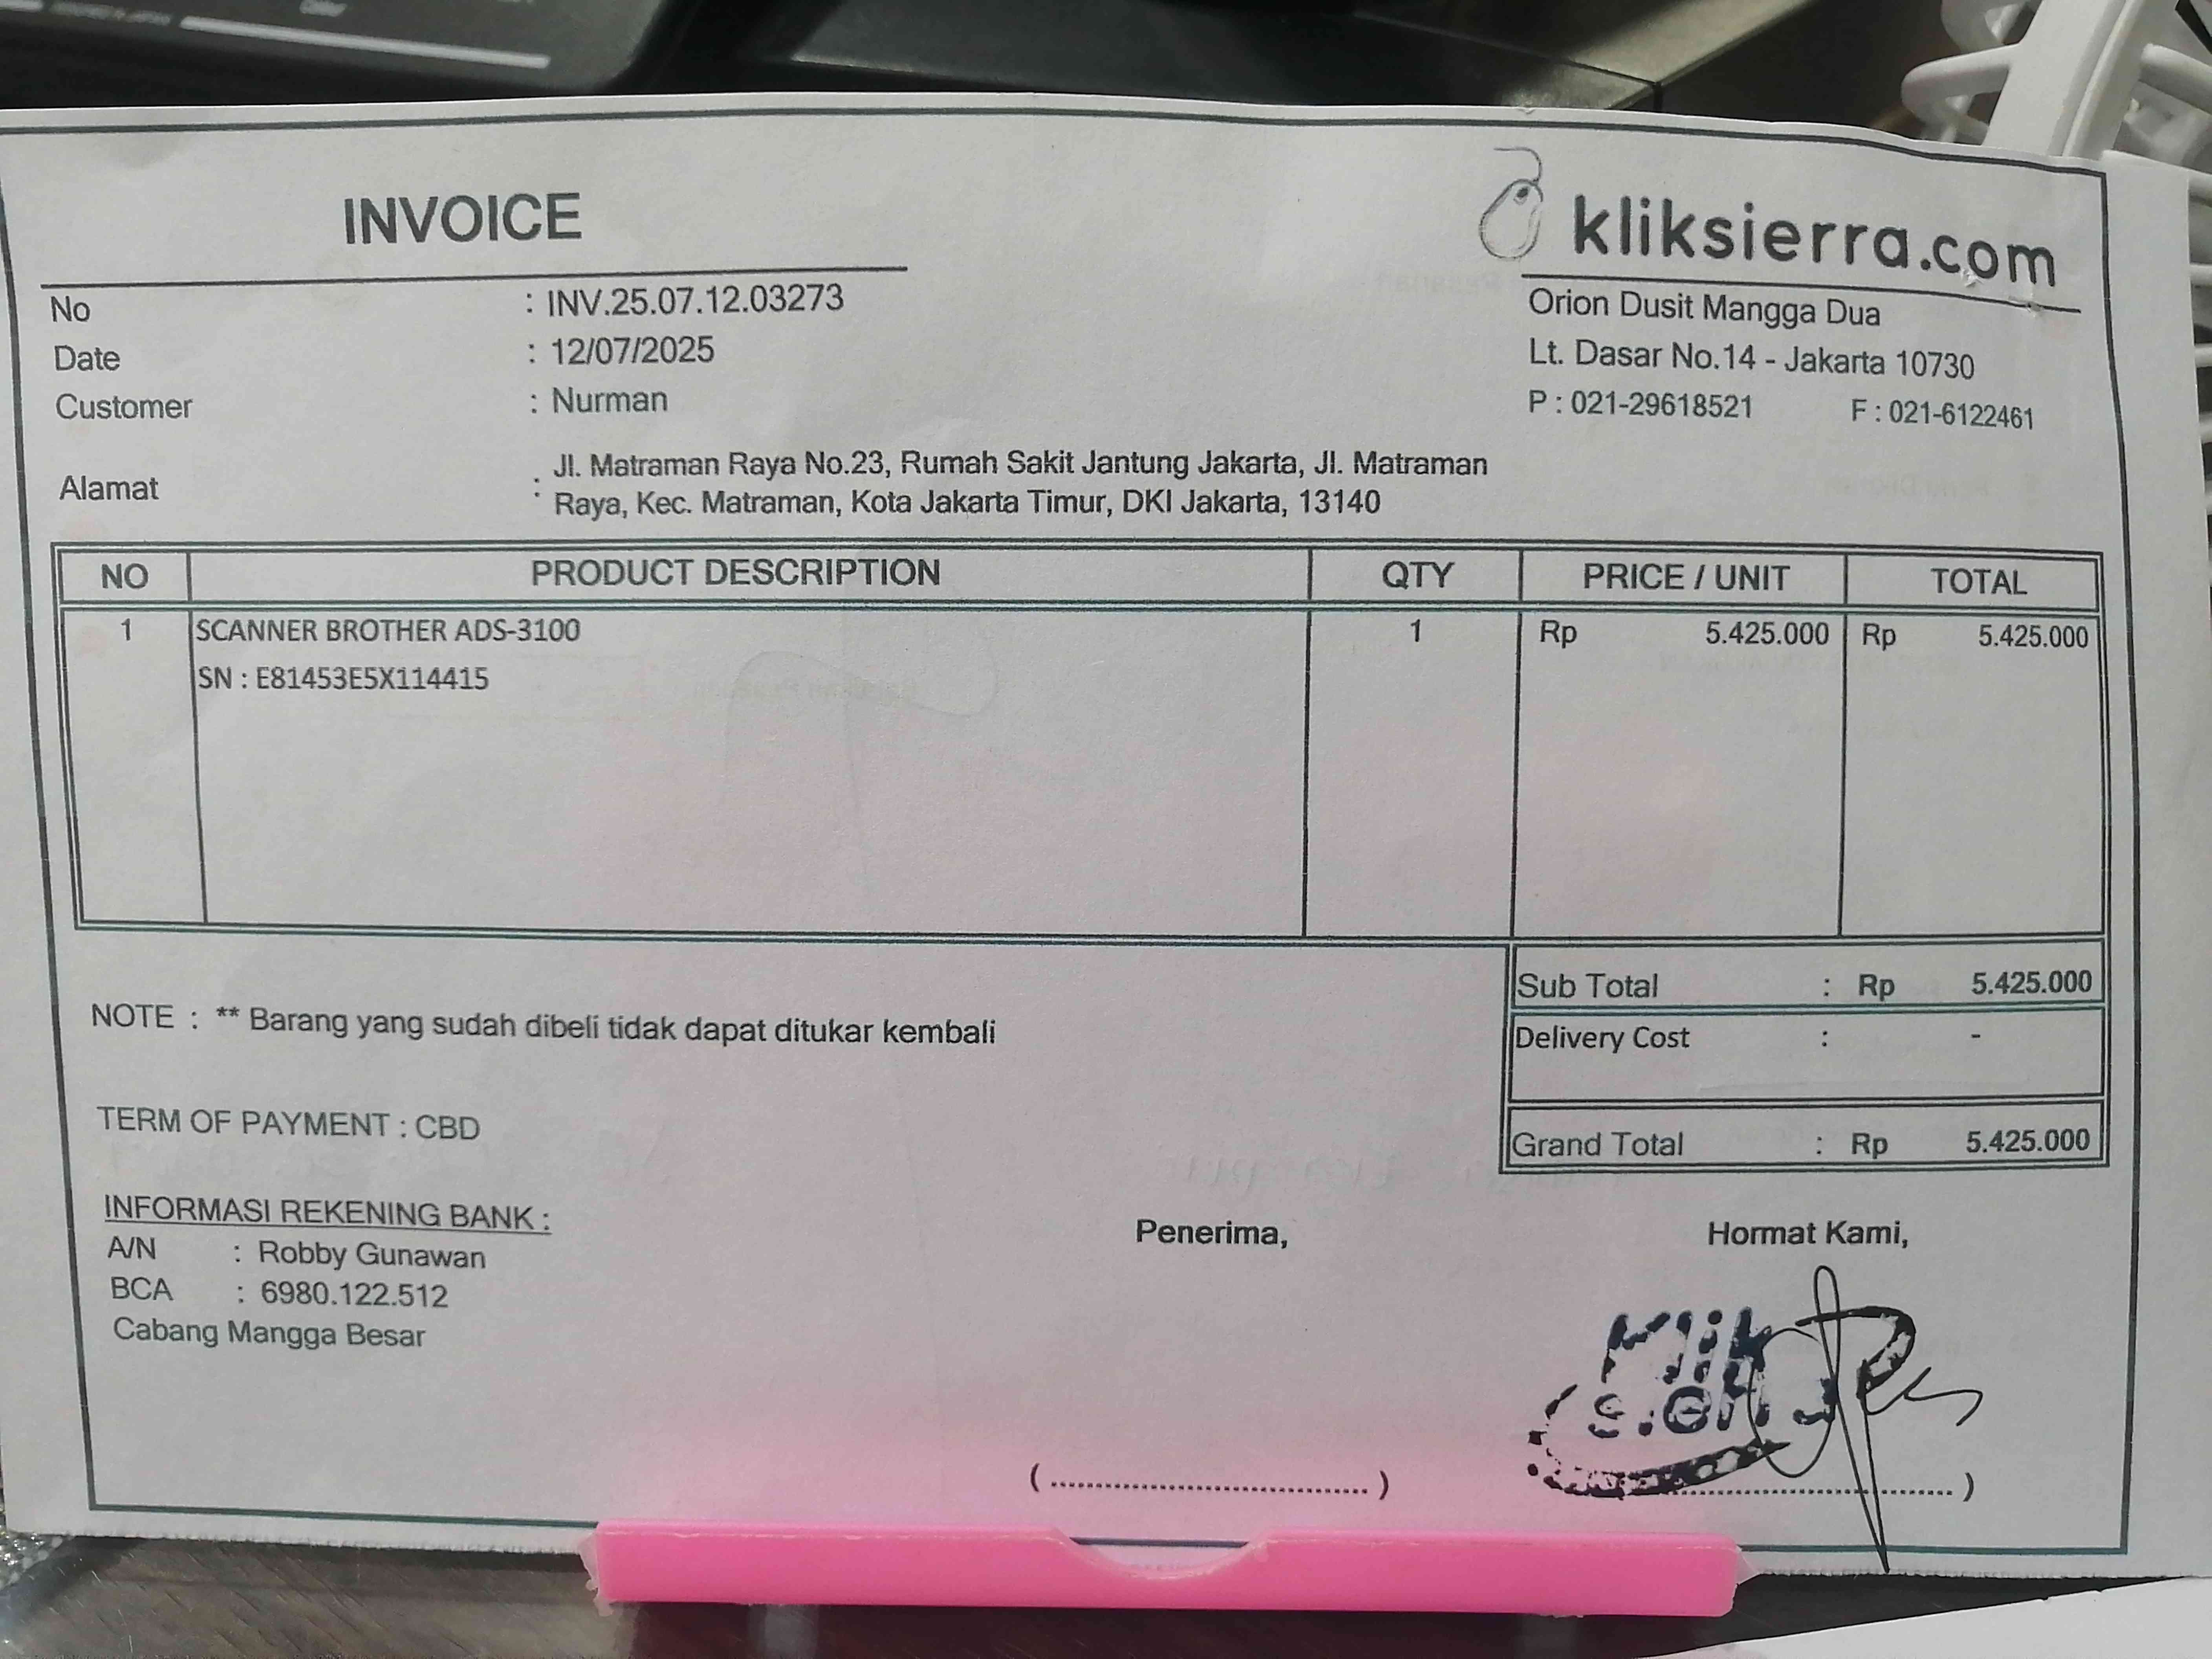 INVOICE
kliksierra.com
Orion Dusit Mangga Dua
Lt. Dasar No.14 - Jakarta 10730
P : 021-29618521 F : 021-6122461
No : INV.25.07.12.03273
Date : 12/07/2025
Customer : Nurman
Alamat : Jl. Matraman Raya No.23, Rumah Sakit Jantung Jakarta, Jl. Matraman
Raya, Kec. Matraman, Kota Jakarta Timur, DKI Jakarta, 13140
NO PRODUCT DESCRIPTION QTY PRICE / UNIT TOTAL
1 SCANNER BROTHER ADS-3100 1 Rp 5.425.000 Rp 5.425.000
SN : E81453E5X114415
Sub Total : Rp 5.425.000
Delivery Cost : -
Grand Total : Rp 5.425.000
NOTE : ** Barang yang sudah dibeli tidak dapat ditukar kembali
TERM OF PAYMENT : CBD
INFORMASI REKENING BANK :
A/N : Robby Gunawan
BCA : 6980.122.512
Cabang Mangga Besar
Penerima,
Hormat Kami,
Klik
(..............................)
..............................)